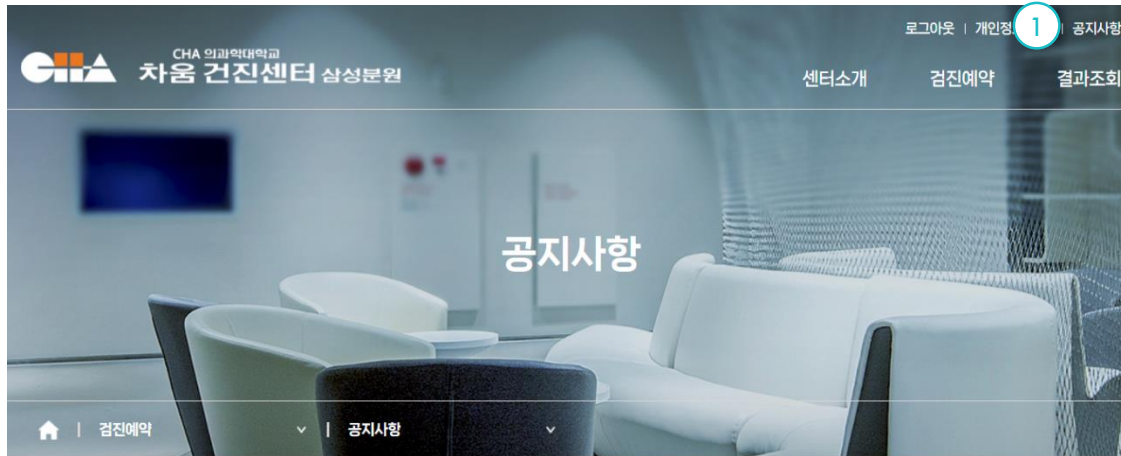 로그아웃 | 개인정 1 | 공지사항
CHA 의과학대학교
차움 건진센터 삼성분원
센터소개 검진예약 결과조회
공지사항
| 검진예약 | 공지사항